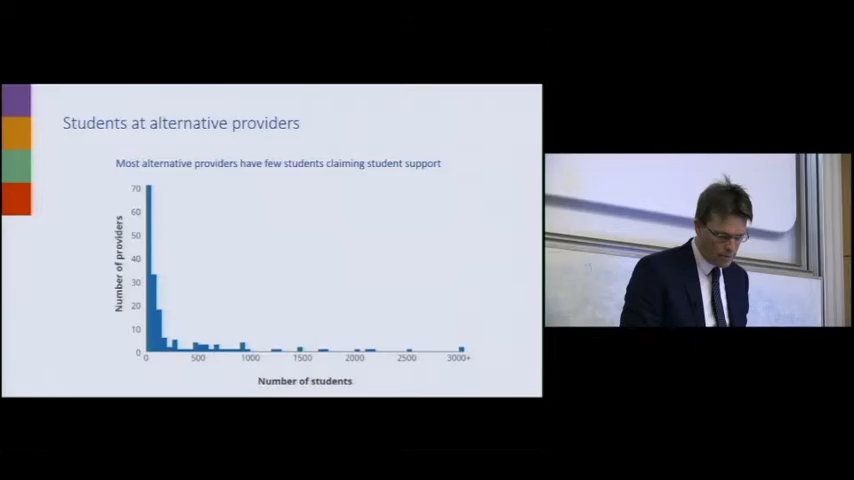 Students at alternative providers
Most alternative providers have few students claiming student support
70
60
50
40
30
20
10
0
Number of providers
0 500 1000 1500 2000 2500 3000+
Number of students